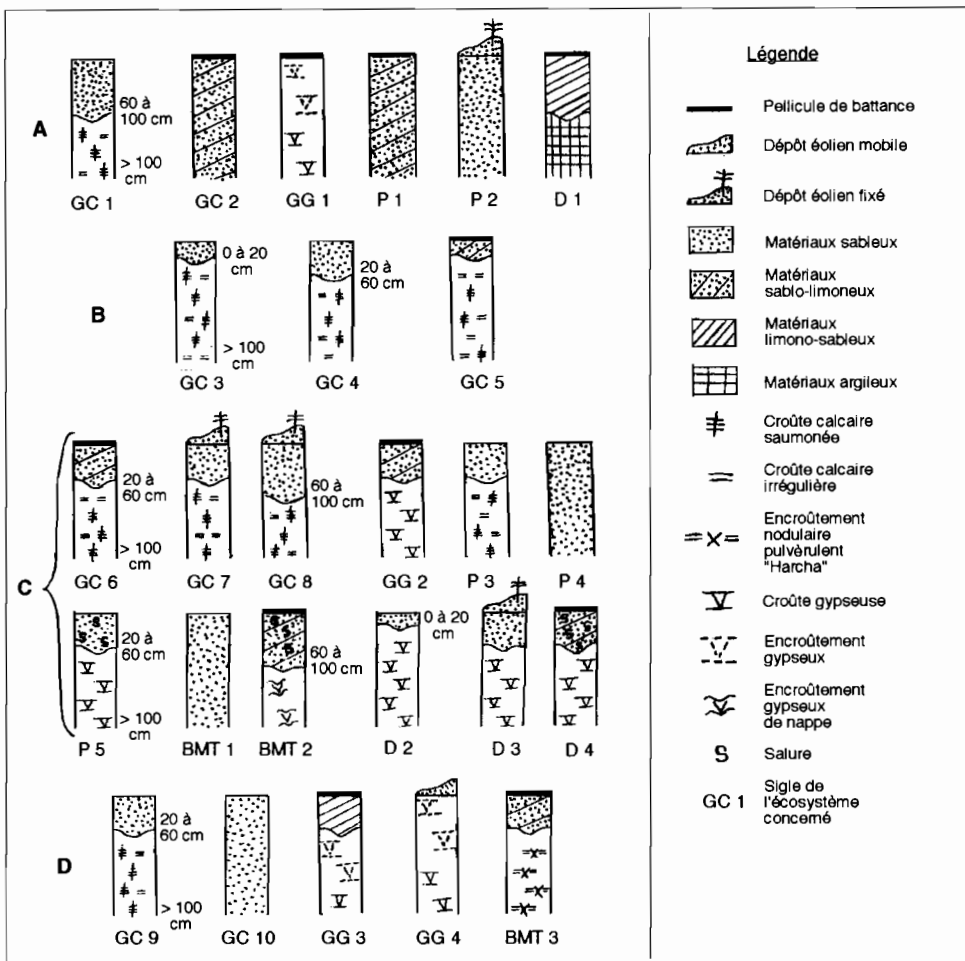 A
60 à
100 cm
> 100
cm
GC 1
GC 2
GG 1
P 1
P 2
D 1
B
0 à 20
cm
> 100
cm
20 à
60 cm
GC 3
GC 4
GC 5
C
20 à
60 cm
> 100
cm
60 à
100 cm
GC 6
GC 7
GC 8
GG 2
P 3
P 4
S S S
20 à
60 cm
> 100
cm
S S S
60 à
100 cm
0 à 20
cm
S S S
P 5
BMT 1
BMT 2
D 2
D 3
D 4
D
20 à
60 cm
> 100
cm
GC 9
GC 10
GG 3
GG 4
BMT 3
Légende
Pellicule de battance
Dépôt éolien mobile
Dépôt éolien fixé
Matériaux sableux
Matériaux
sablo-limoneux
Matériaux
limono-sableux
Matériaux argileux
Croûte calcaire
saumonée
Croûte calcaire
irrégulière
Encroûtement
nodulaire
pulvèrulent
"Harcha"
Croûte gypseuse
Encroûtement
gypseux
Encroûtement
gypseux
de nappe
S Salure
GC 1 Sigle de
l'écosystème
concerné